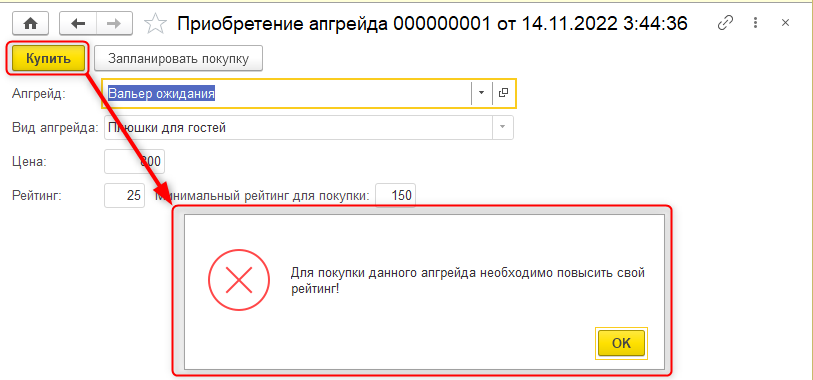 Приобретение апгрейда 000000001 от 14.11.2022 3:44:36
Купить
Запланировать покупку
Апгрейд: Вальер ожидания
Вид апгрейда: Плюшки для гостей
Цена: 800
Рейтинг: 25 Минимальный рейтинг для покупки: 150
Для покупки данного апгрейда необходимо повысить свой
рейтинг!
OK